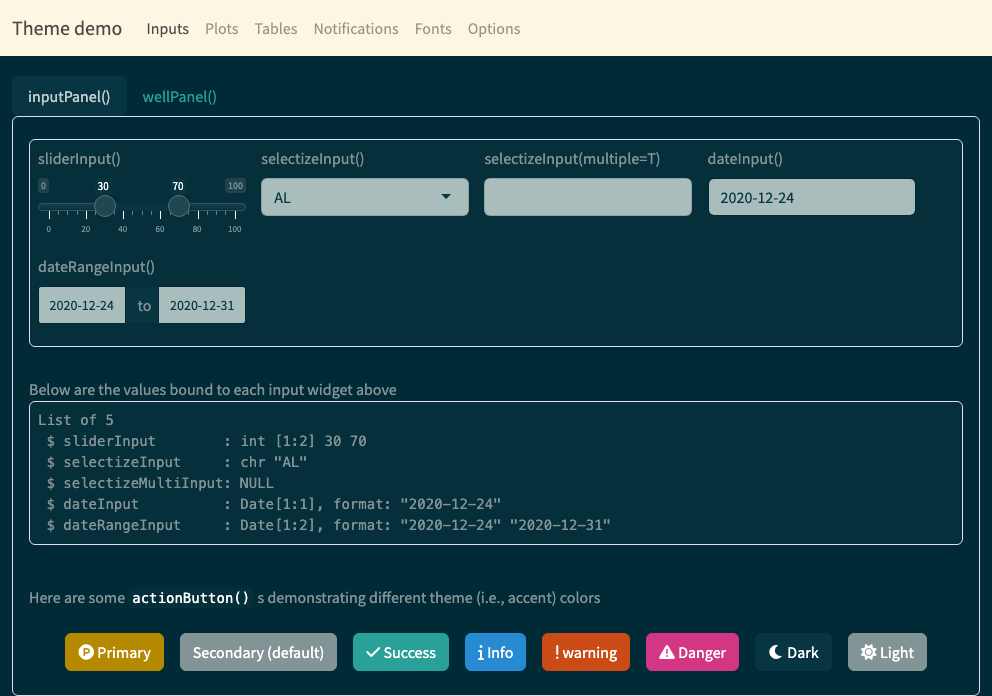 Theme demo Inputs Plots Tables Notifications Fonts Options
inputPanel() wellPanel()
sliderInput() selectizeInput() selectizeInput(multiple=T) dateInput()
0 30 70 100
AL 2020-12-24
0 20 40 60 80 100
dateRangeInput()
2020-12-24 to 2020-12-31
Below are the values bound to each input widget above
List of 5
$ sliderInput : int [1:2] 30 70
$ selectizeInput : chr "AL"
$ selectizeMultiInput: NULL
$ dateInput : Date[1:1], format: "2020-12-24"
$ dateRangeInput : Date[1:2], format: "2020-12-24" "2020-12-31"
Here are some actionButton() s demonstrating different theme (i.e., accent) colors
Primary Secondary (default) Success Info warning Danger Dark Light